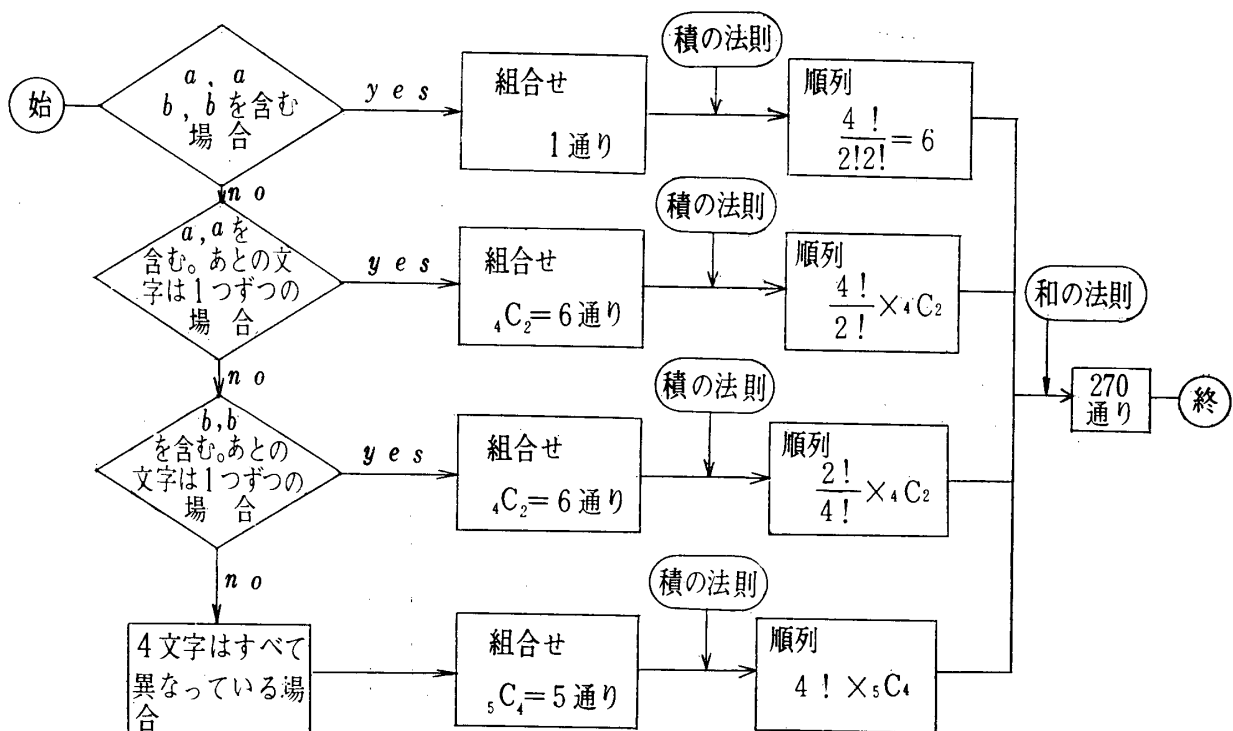 始
a, a
b, bを含む
場合
yes
組合せ
1通り
積の法則
順列
4!/2!2! = 6
no
a,aを
含む。あとの文
字は1つずつの
場合
yes
組合せ
₄C₂=6通り
積の法則
順列
4!/2! ×₄C₂
no
b,b
を含む。あとの
文字は1つずつの
場 合
yes
組合せ
₄C₂=6通り
積の法則
順列
2!/4! ×₄C₂
no
4文字はすべて
異なっている場
合
組合せ
₅C₄=5通り
積の法則
順列
4! ×₅C₄
和の法則
270
通り
終